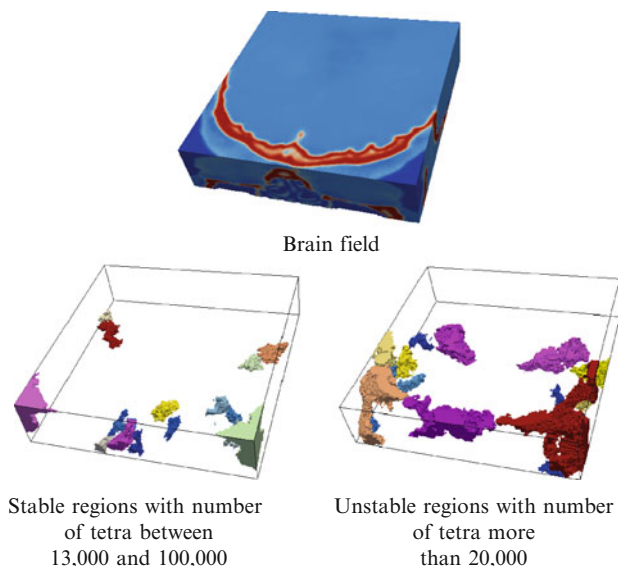 Brain field
Stable regions with number
of tetra between
13,000 and 100,000
Unstable regions with number
of tetra more
than 20,000